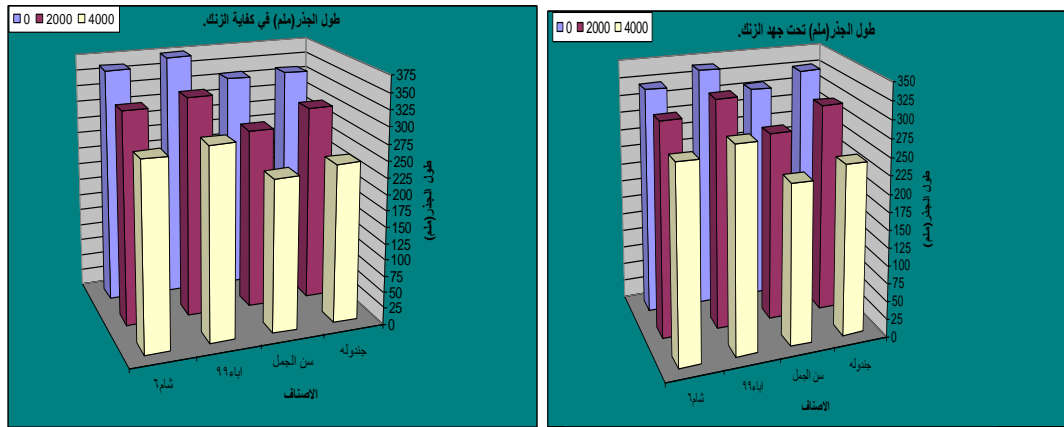 0 2000 4000
طول الجذر(ملم) في كفاية الزنك.
375
350
325
300
275
250
225
200
175
150
125
100
75
50
25
0
طول الجذر(ملم)
شام٦
اباء٩٩
سن الجمل
جندوله
الاصناف
0 2000 4000
طول الجذر(ملم) تحت جهد الزنك.
350
325
300
275
250
225
200
175
150
125
100
75
50
25
0
طول الجذر(ملم)
شام٦
اباء٩٩
سن الجمل
جندوله
الاصناف